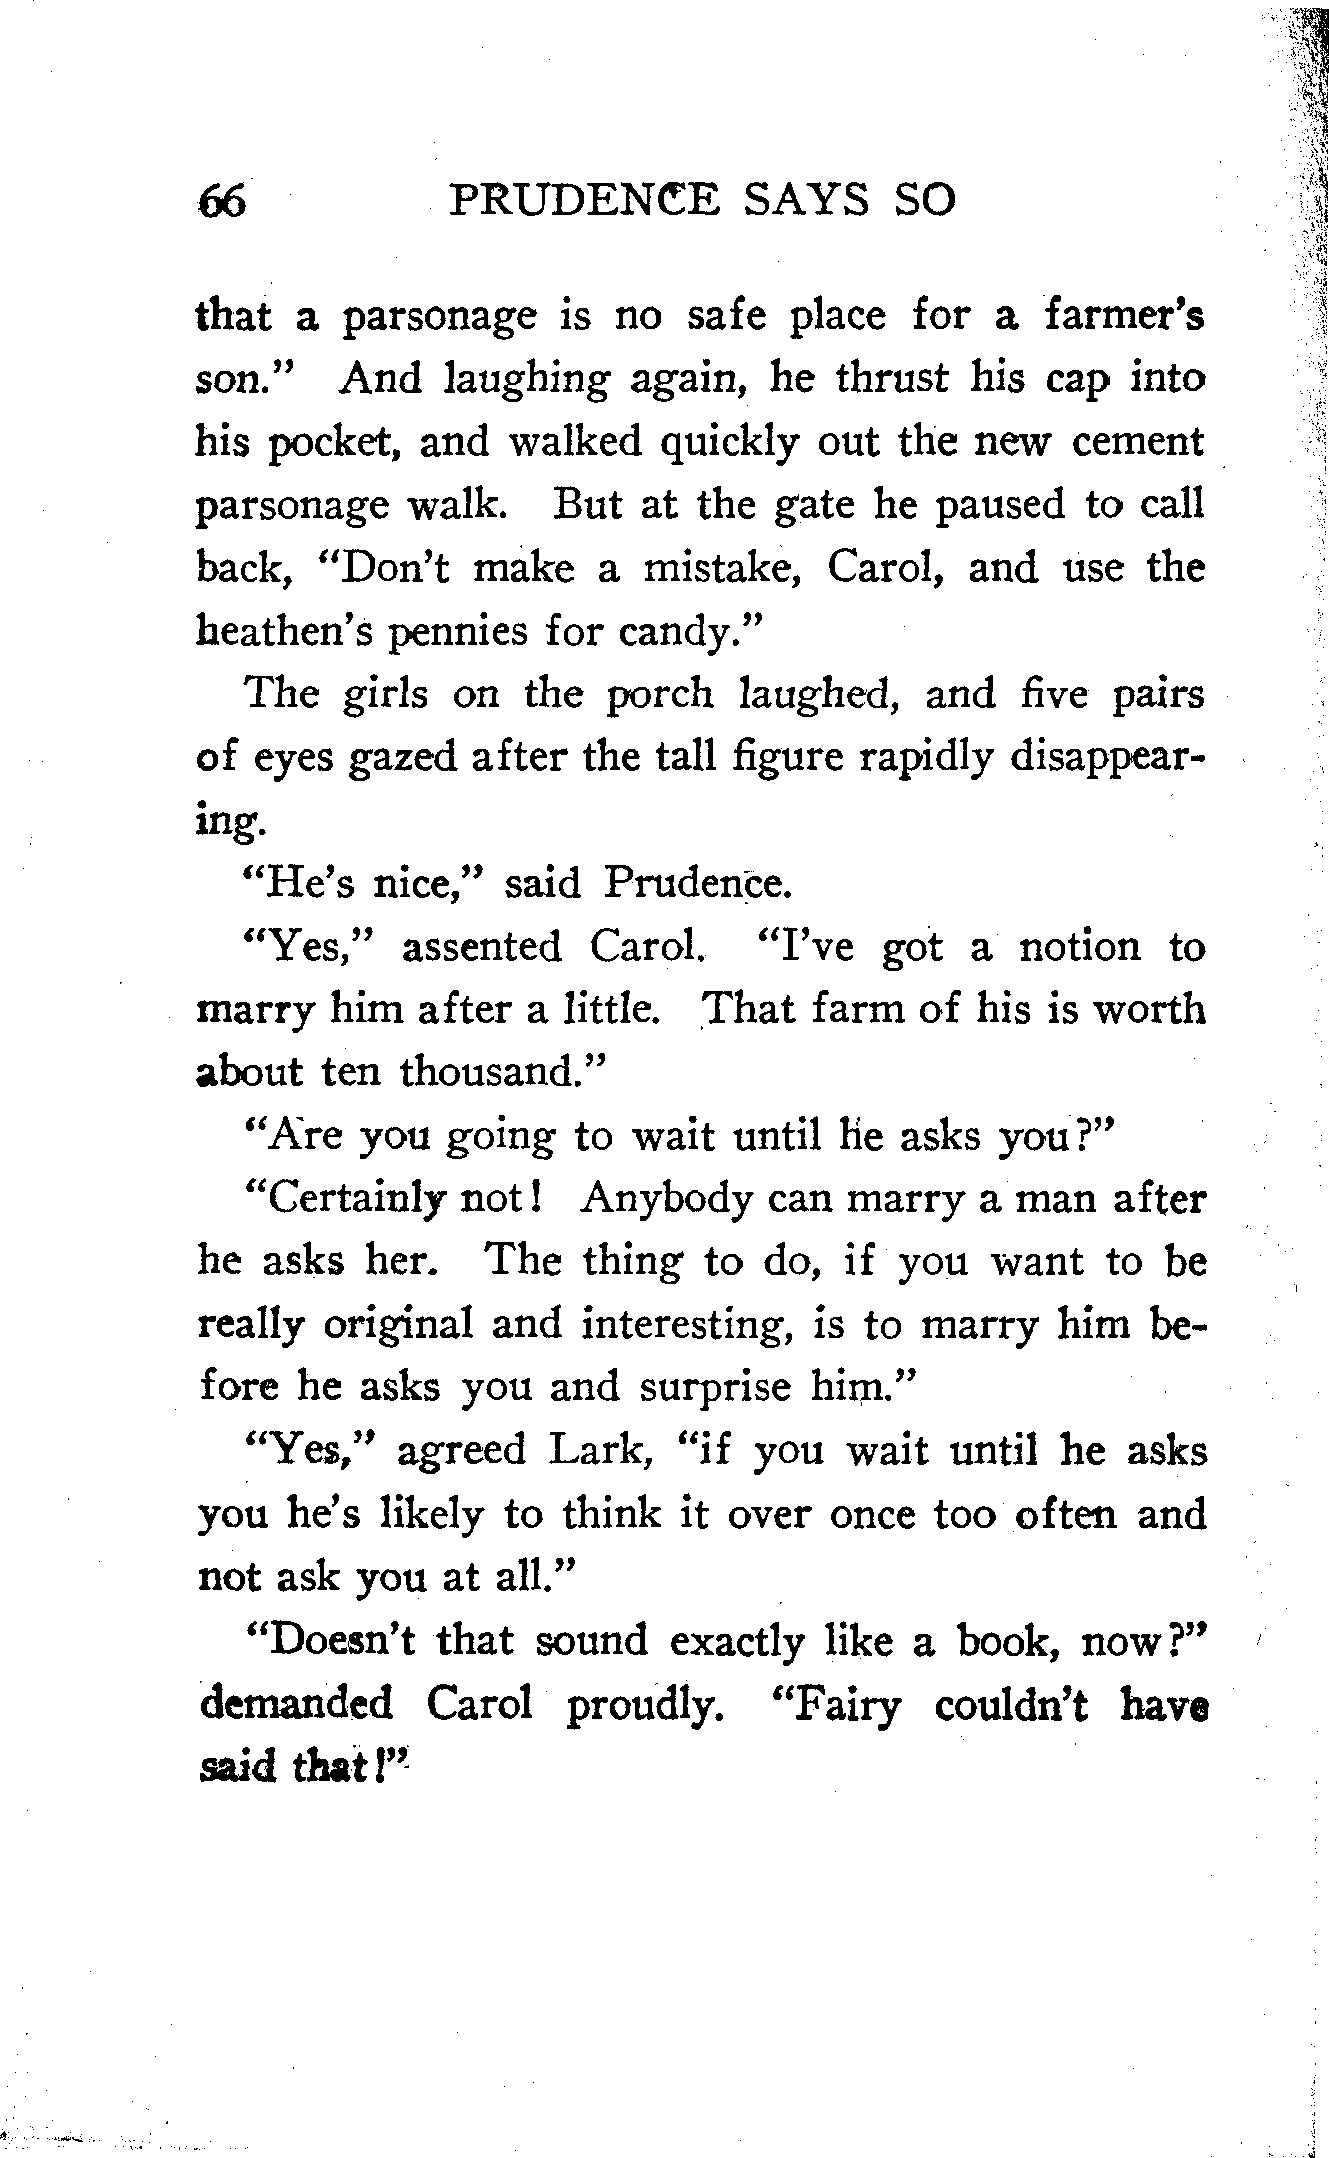 66 PRUDENCE SAYS SO
that a parsonage is no safe place for a farmer's
son." And laughing again, he thrust his cap into
his pocket, and walked quickly out the new cement
parsonage walk. But at the gate he paused to call
back, "Don't make a mistake, Carol, and use the
heathen's pennies for candy."
The girls on the porch laughed, and five pairs
of eyes gazed after the tall figure rapidly disappear-
ing.
"He's nice," said Prudence.
"Yes," assented Carol. "I've got a notion to
marry him after a little. That farm of his is worth
about ten thousand."
"Are you going to wait until he asks you?"
"Certainly not! Anybody can marry a man after
he asks her. The thing to do, if you want to be
really original and interesting, is to marry him be-
fore he asks you and surprise him."
"Yes," agreed Lark, "if you wait until he asks
you he's likely to think it over once too often and
not ask you at all."
"Doesn't that sound exactly like a book, now?"
demanded Carol proudly. "Fairy couldn't have
said that!"